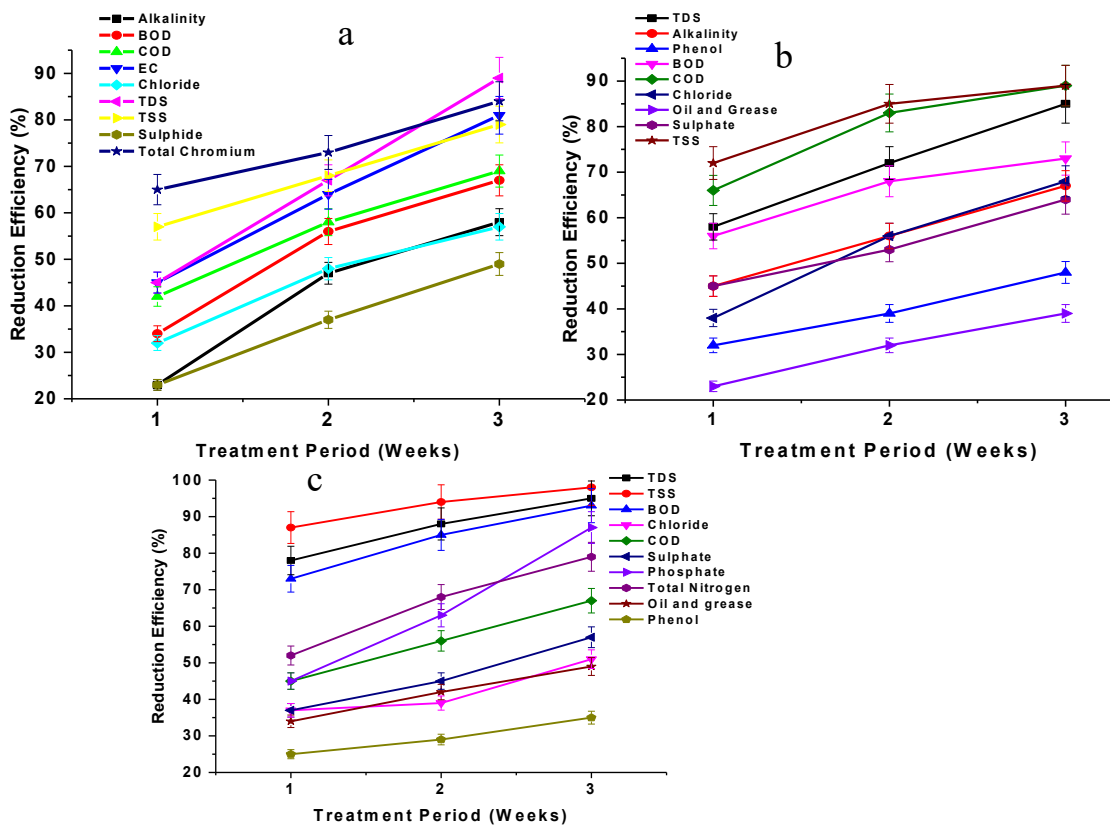 a
Alkalinity
BOD
COD
EC
Chloride
TDS
TSS
Sulphide
Total Chromium
Reduction Efficiency (%)
90
80
70
60
50
40
30
20
1 2 3
Treatment Period (Weeks)
b
TDS
Alkalinity
Phenol
BOD
COD
Chloride
Oil and Grease
Sulphate
TSS
Reduction Efficiency (%)
90
80
70
60
50
40
30
20
1 2 3
Treatment Period (Weeks)
c
TDS
TSS
BOD
Chloride
COD
Sulphate
Phosphate
Total Nitrogen
Oil and grease
Phenol
Reduction Efficiency (%)
100
90
80
70
60
50
40
30
20
1 2 3
Treatment Period (Weeks)